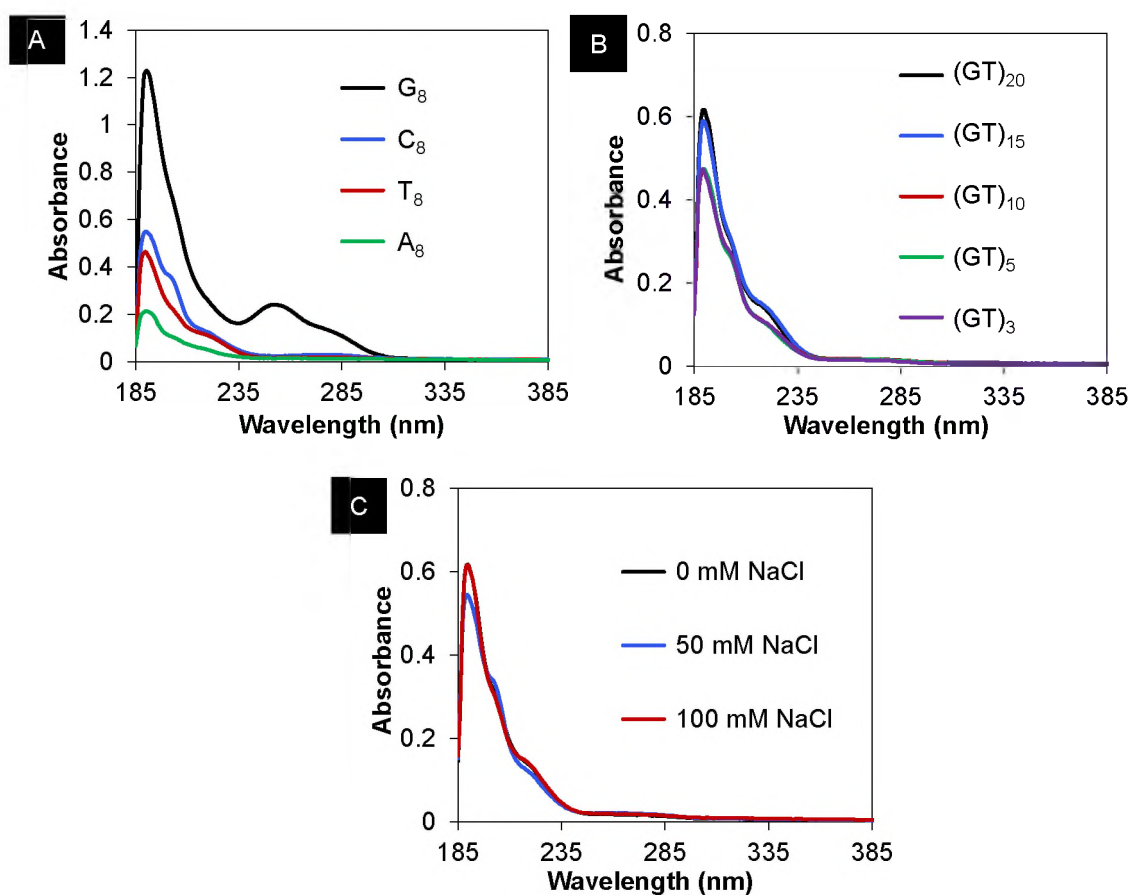 A
Absorbance
1.4
1.2
1
0.8
0.6
0.4
0.2
0
185
235
285
335
385
Wavelength (nm)
G8
C8
T8
A8
B
Absorbance
0.8
0.6
0.4
0.2
0
185
235
285
335
385
Wavelength (nm)
(GT)20
(GT)15
(GT)10
(GT)5
(GT)3
C
Absorbance
0.8
0.6
0.4
0.2
0
185
235
285
335
385
Wavelength (nm)
0 mM NaCl
50 mM NaCl
100 mM NaCl